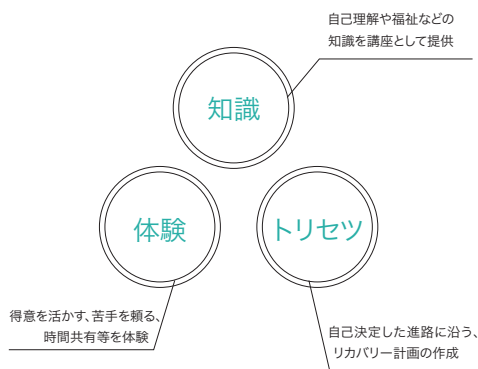 自己理解や福祉などの
知識を講座として提供
知識
体験
トリセツ
得意を活かす、苦手を頼る、
時間共有等を体験
自己決定した進路に沿う、
リカバリー計画の作成